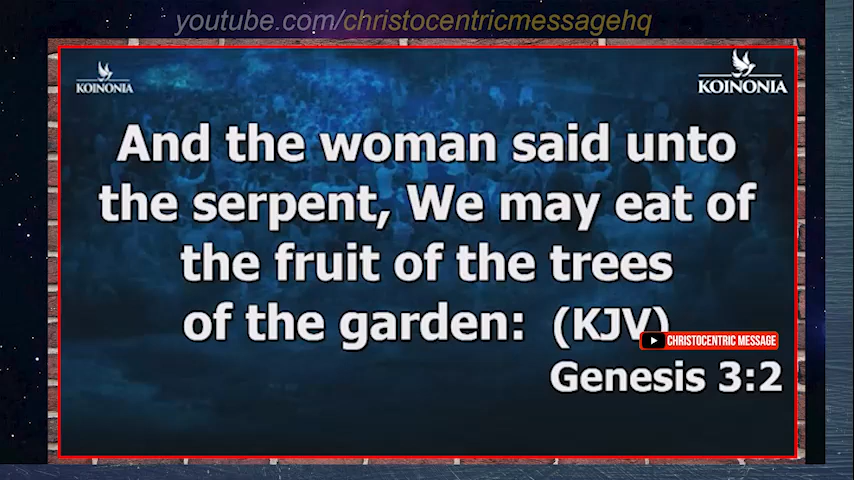 youtube.com/christocentricmessagehq
KOINONIA
KOINONIA
And the woman said unto
the serpent, We may eat of
the fruit of the trees
of the garden: (KJV)
CHRISTOCENTRIC MESSAGE
Genesis 3:2